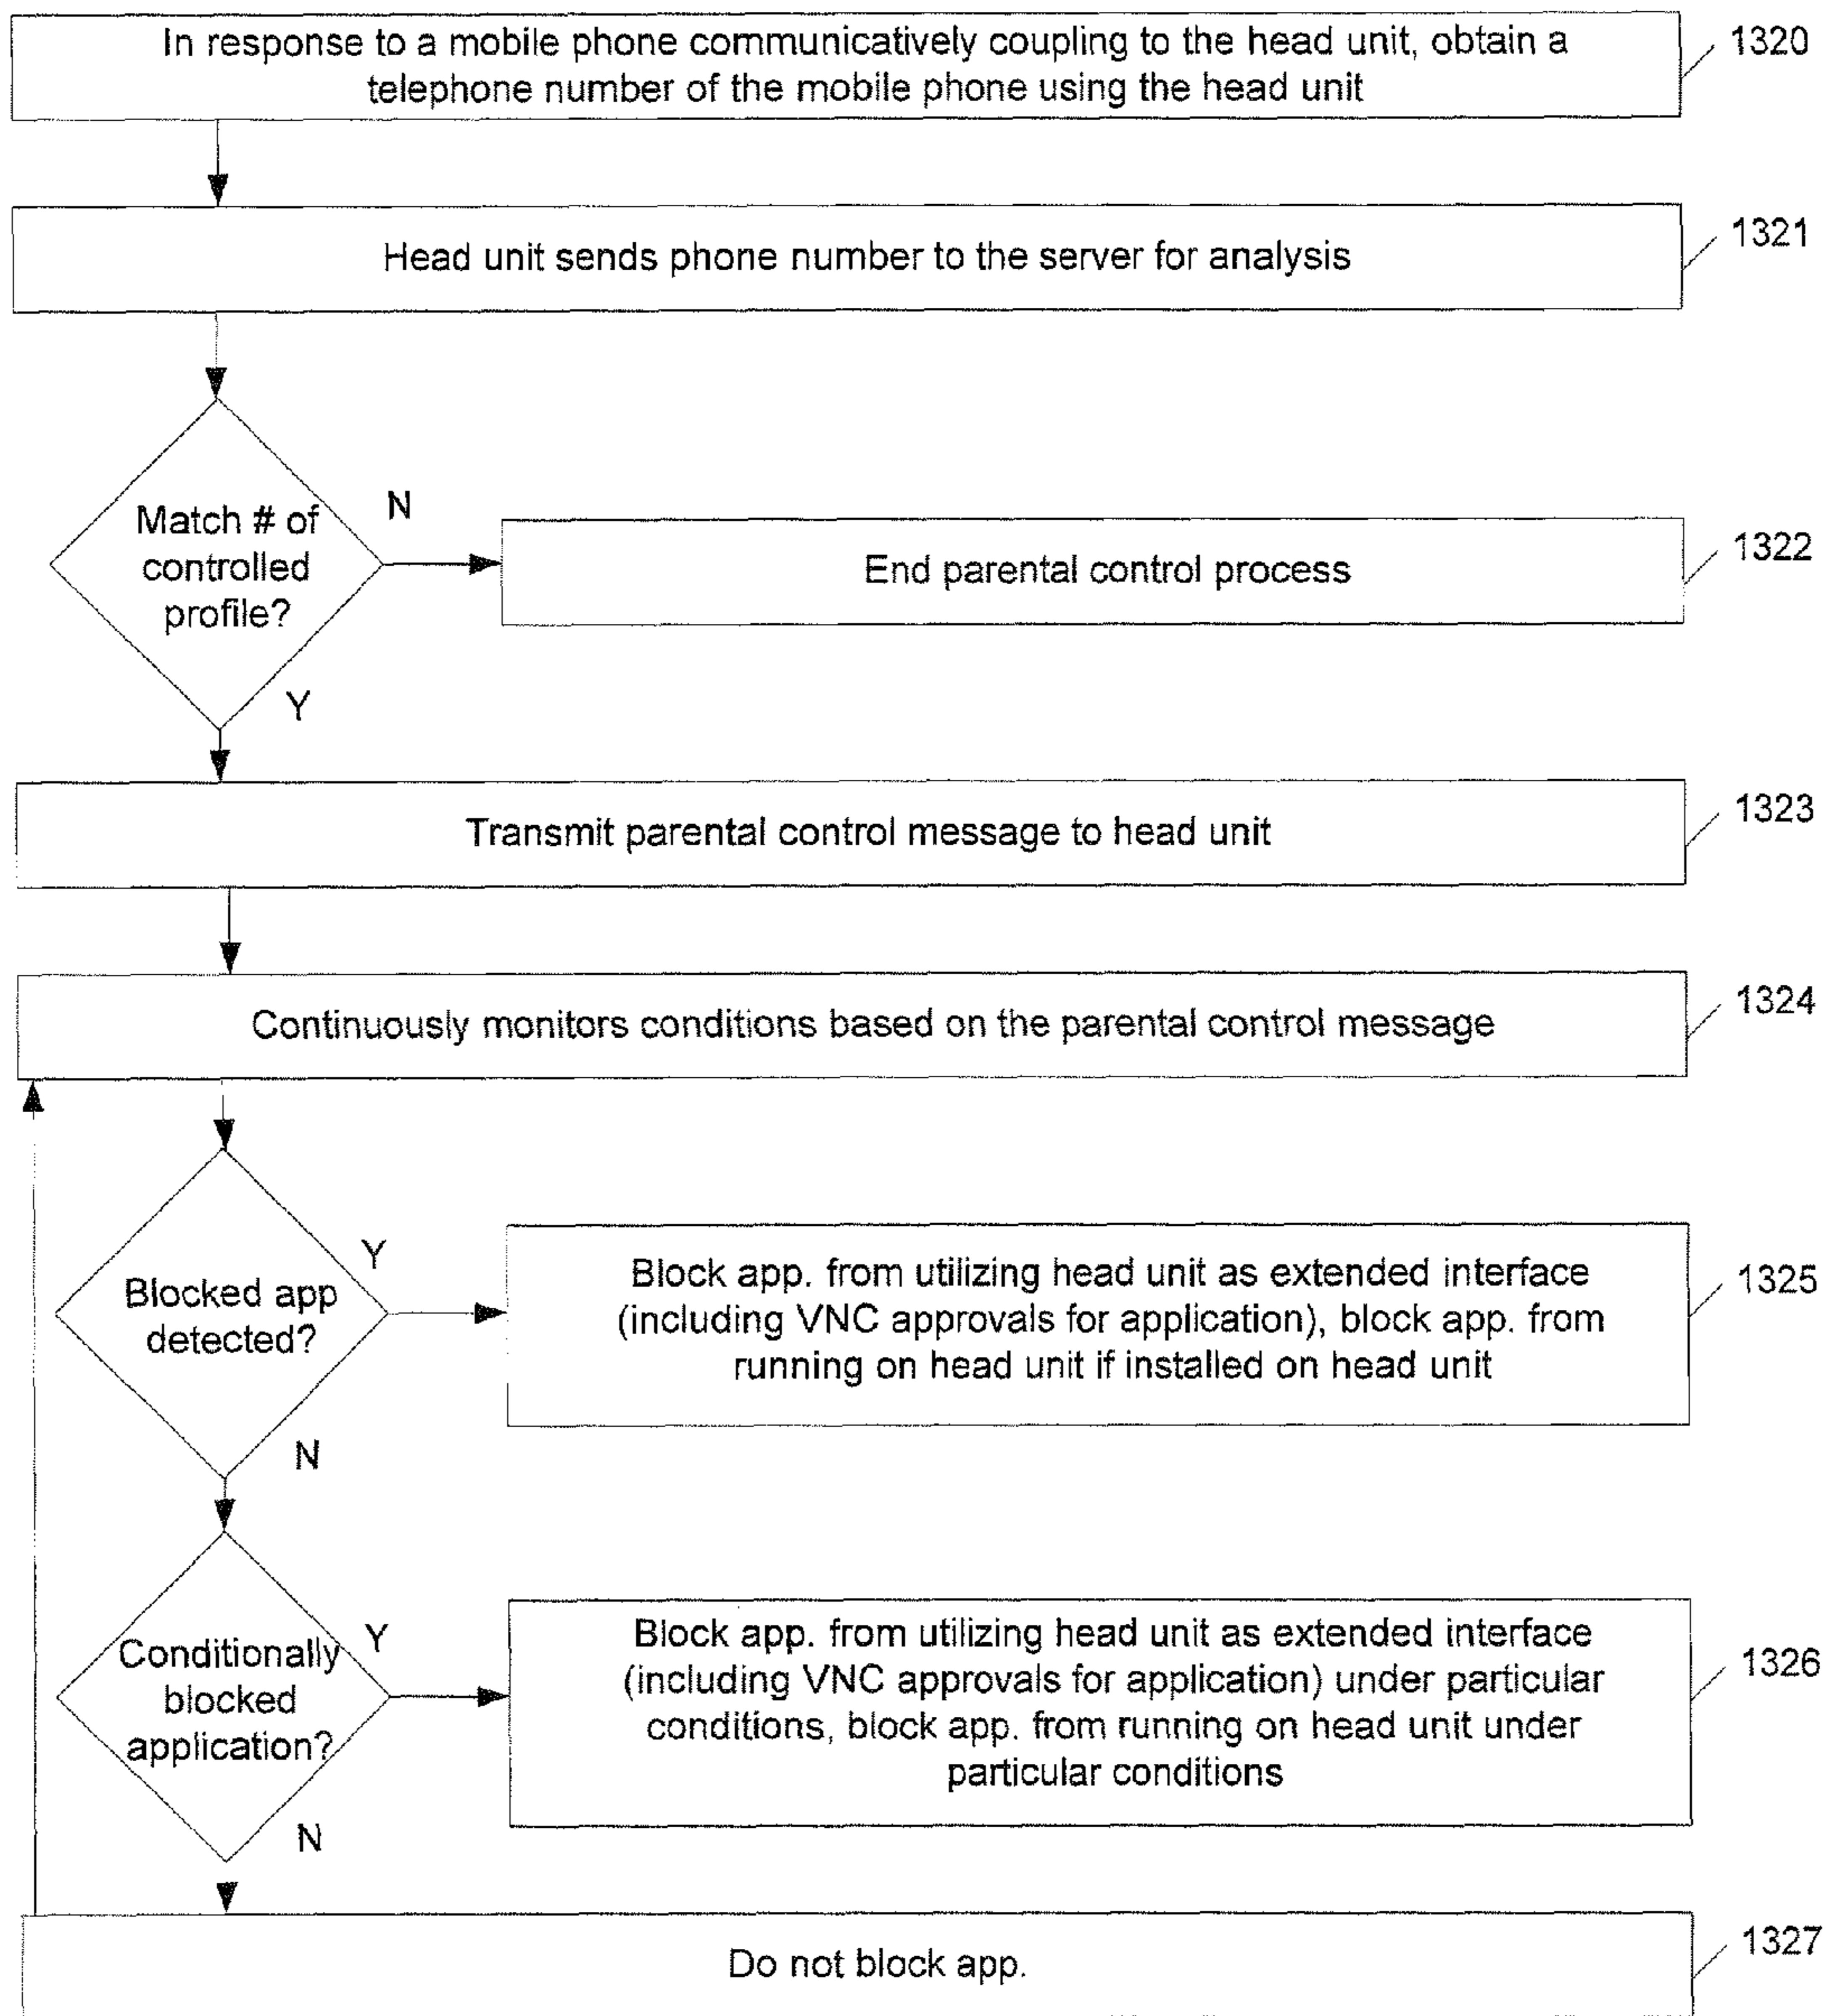 In response to a mobile phone communicatively coupling to the head unit, obtain a
telephone number of the mobile phone using the head unit
1320
Head unit sends phone number to the server for analysis
1321
Match # of
controlled
profile?
N
End parental control process
1322
Y
Transmit parental control message to head unit
1323
Continuously monitors conditions based on the parental control message
1324
Blocked app
detected?
Y
Block app. from utilizing head unit as extended interface
(including VNC approvals for application), block app. from
running on head unit if installed on head unit
1325
N
Conditionally
blocked
application?
Y
Block app. from utilizing head unit as extended interface
(including VNC approvals for application) under particular
conditions, block app. from running on head unit under
particular conditions
1326
N
Do not block app.
1327